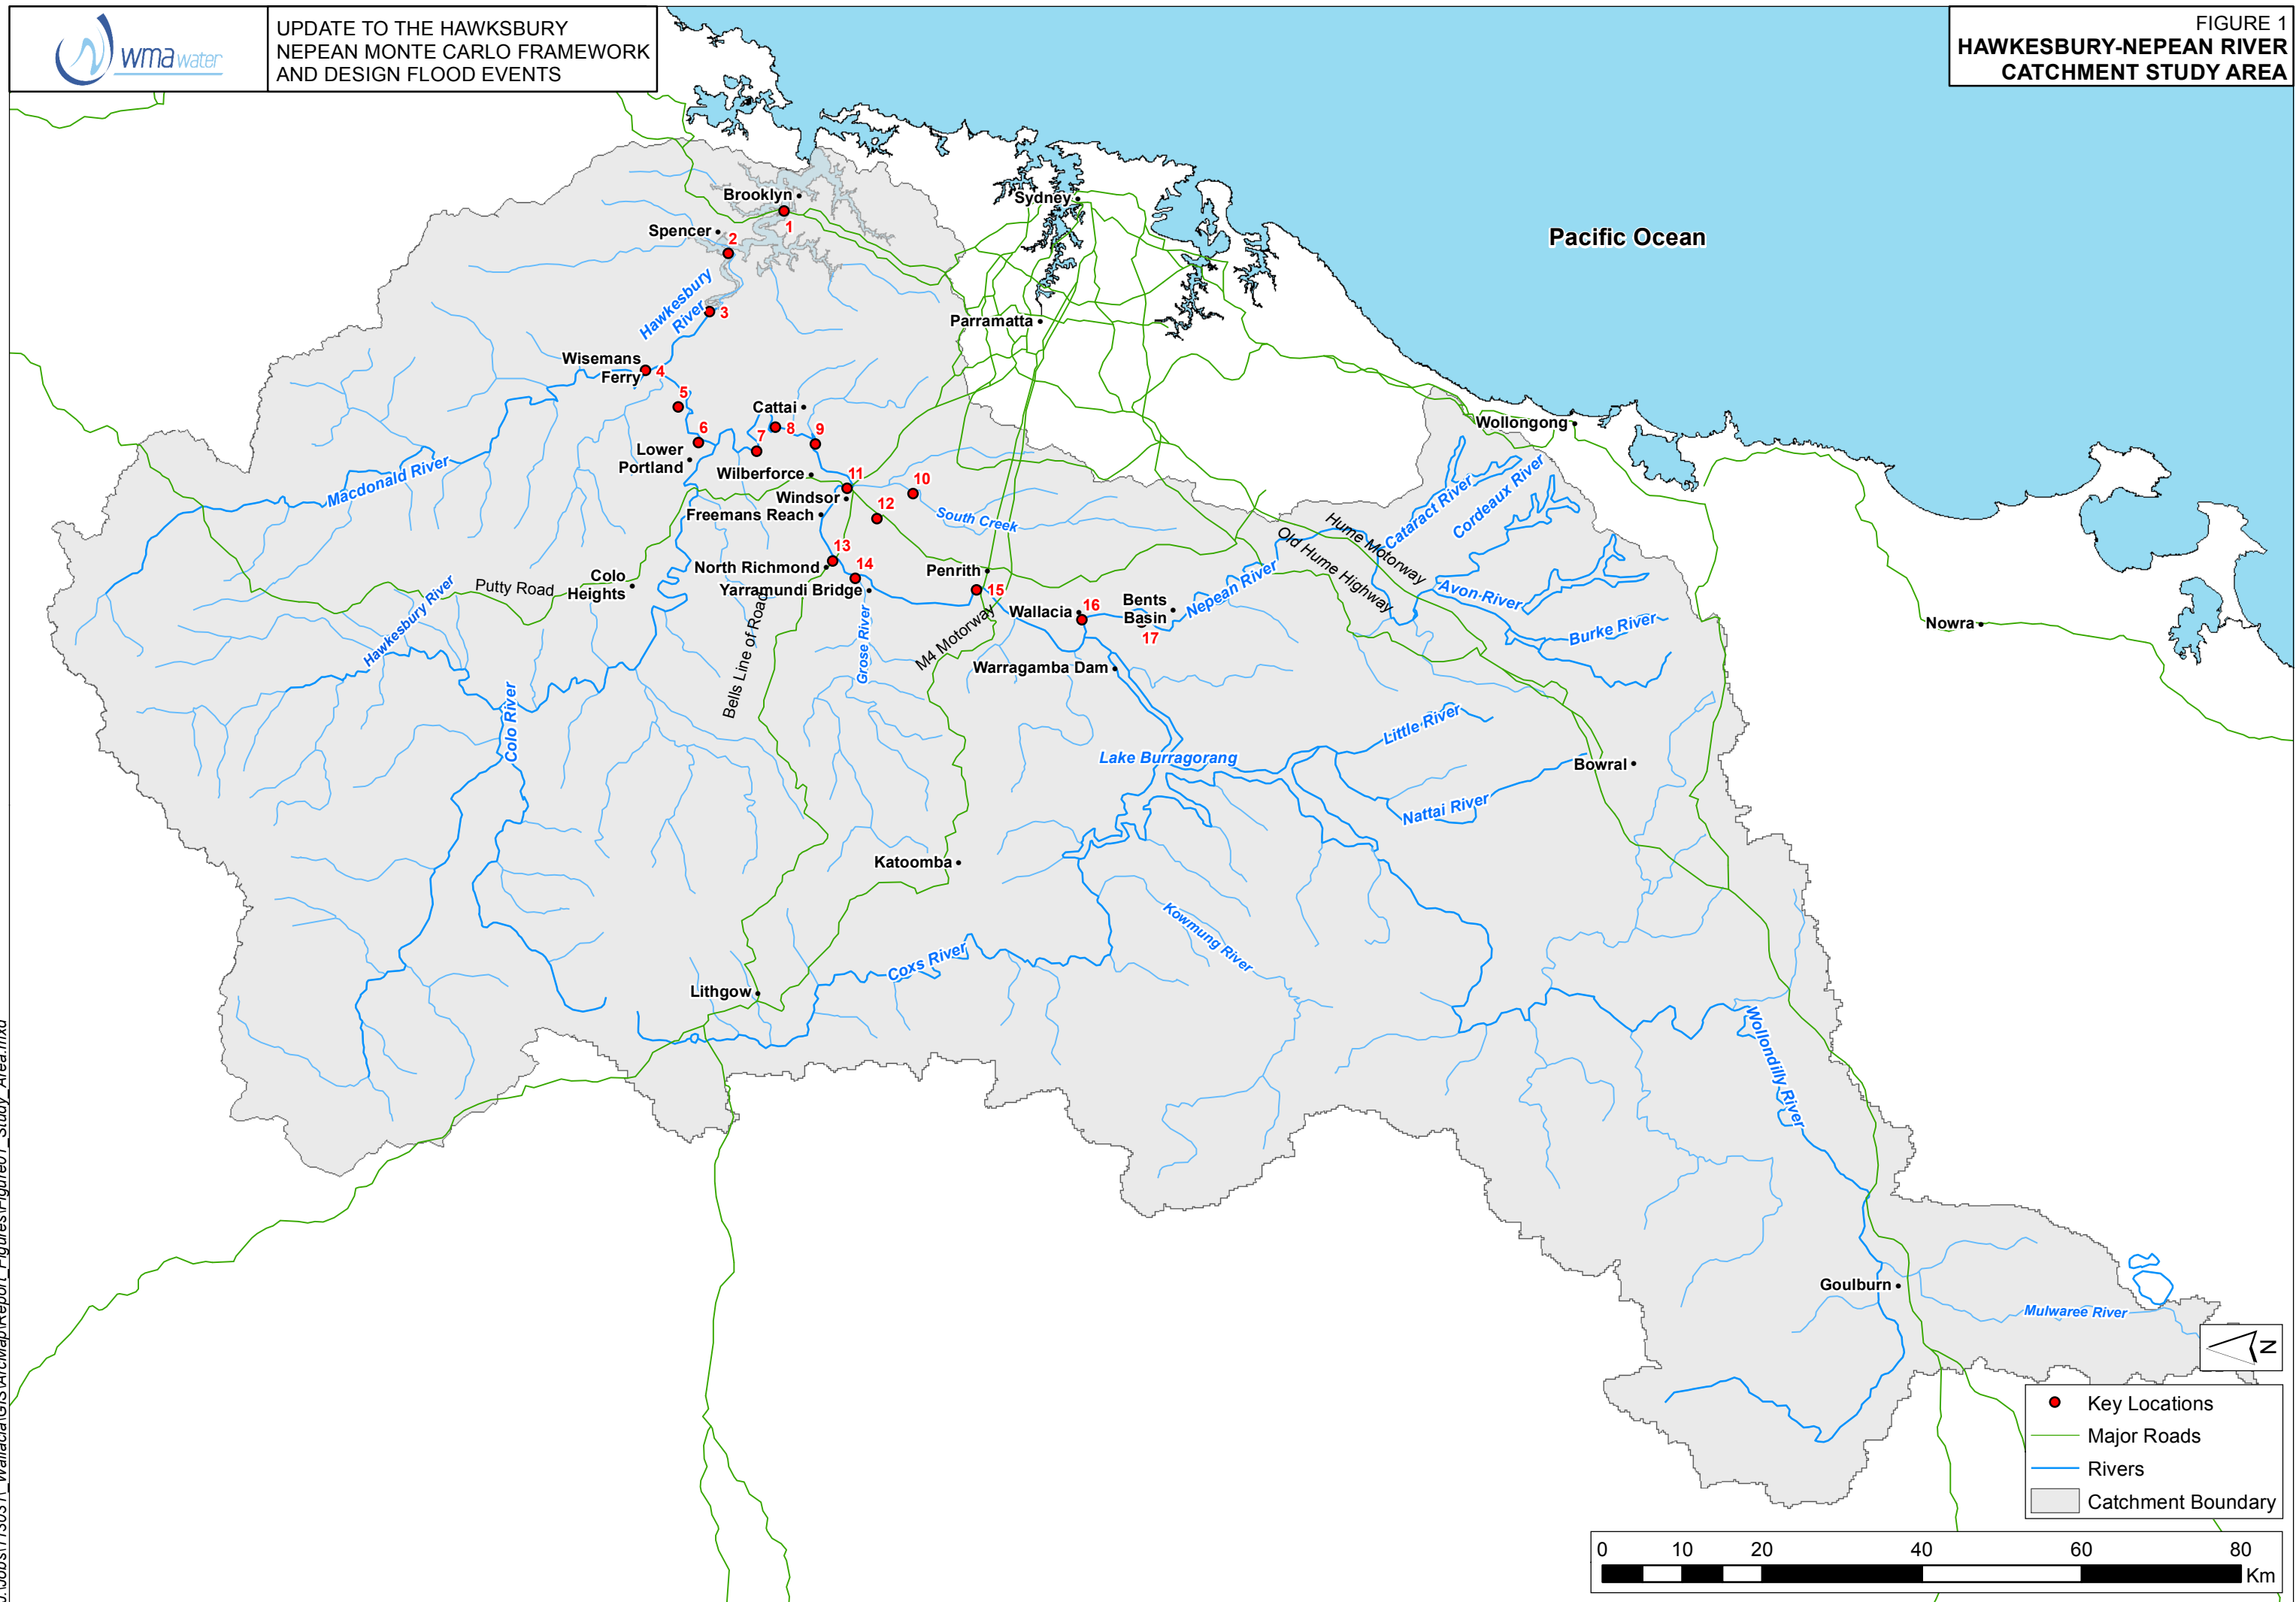 wmawater
UPDATE TO THE HAWKSBURY
NEPEAN MONTE CARLO FRAMEWORK
AND DESIGN FLOOD EVENTS
FIGURE 1
HAWKESBURY-NEPEAN RIVER
CATCHMENT STUDY AREA
Pacific Ocean
Brooklyn
1
Sydney
Spencer
2
Hawkesbury
River
3
Parramatta
Wisemans
Ferry
4
5
Cattai
8
6
7
9
Lower
Portland
Wollongong
Macdonald River
Wilberforce
11
10
Windsor
12
Freemans Reach
South Creek
Cataract River
Cordeaux River
Hume Motorway
Old Hume Highway
13
North Richmond
14
Yarramundi Bridge
Penrith
15
Colo
Heights
Putty Road
Hawkesbury River
Bells Line of Road
Grose River
M4 Motorway
Wallacia
16
Bents
Basin
17
Nepean River
Avon River
Burke River
Nowra
Warragamba Dam
Colo River
Little River
Lake Burragorang
Bowral
Nattai River
Katoomba
Kowmung River
Coxs River
Lithgow
Wollondilly River
Goulburn
Mulwaree River
N
Key Locations
Major Roads
Rivers
Catchment Boundary
0 10 20 40 60 80
Km